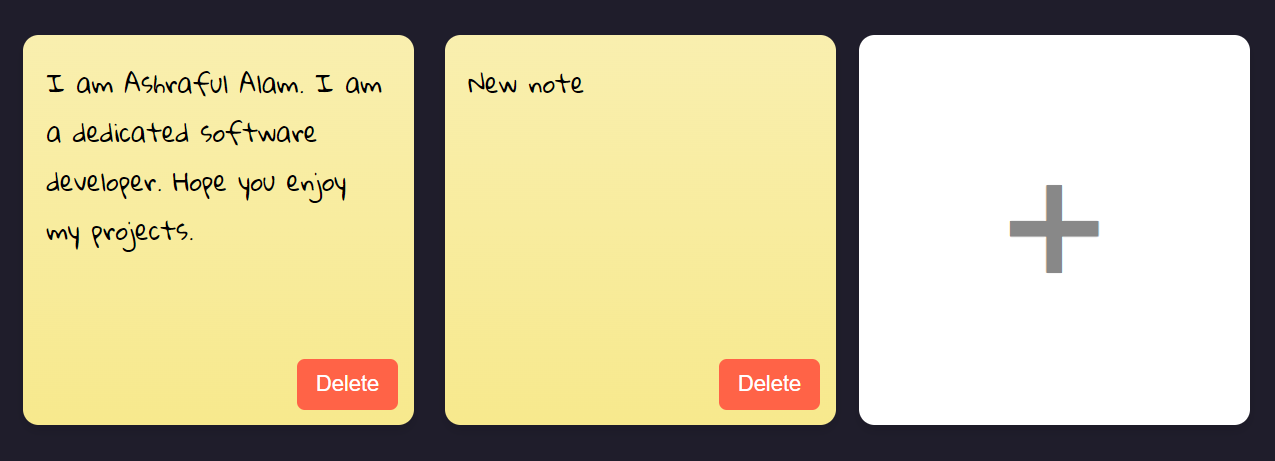 I am Ashraful Alam. I am
a dedicated software
developer. Hope you enjoy
my projects.
Delete
New note
Delete
+